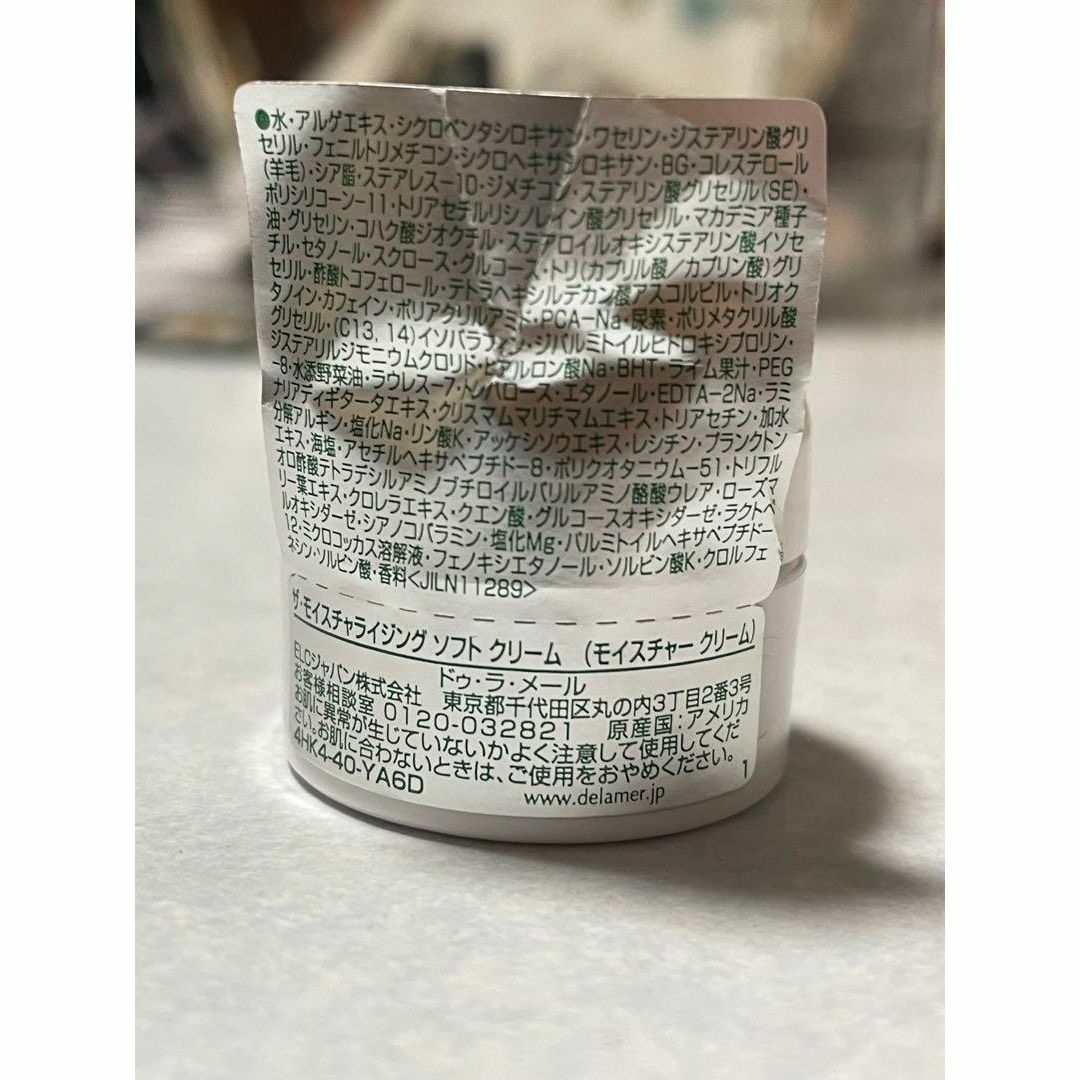 ●水・アルゲエキス・シクロペンタシロキサン・ワセリン・ジステアリン酸グリ
セリル・フェニルトリメチコン・シクロヘキサシロキサン・BG・コレステロール
(羊毛)・シア脂・ステアレス-10・ジメチコン・ステアリン酸グリセリル(SE)・
ポリシリコーン-11・トリアセチルリシノレイン酸グリセリル・マカデミア種子
油・グリセリン・コハク酸ジオクチル・ステアロイルオキシステアリン酸イソセ
チル・セタノール・スクロース・グルコース・トリ(カプリル酸/カプリン酸)グリ
セリル・酢酸トコフェロール・テトラヘキシルデカン酸アスコルビル・トリオク
タノイン・カフェイン・ポリアクリルアミド・PCA-Na・尿素・ポリメタクリル酸
グリセリル・(C13, 14)イソパラフィン・ジパルミトイルヒドロキシプロリン・
ジステアリルジモニウムクロリド・ヒアルロン酸Na・BHT・ライム果汁・PEG
-8・水添野菜油・ラウレス-7・トレハロース・エタノール・EDTA-2Na・ラミ
ナリアディギタータエキス・クリスマムマリチマムエキス・トリアセチン・加水
分解アルギン・塩化Na・リン酸K・アッケシソウエキス・レシチン・プランクトン
エキス・海塩・アセチルヘキサペプチド-8・ポリクオタニウム-51・トリフル
オロ酢酸テトラデシルアミノブチロイルバリルアミノ酪酸ウレア・ローズマ
リー葉エキス・クロレラエキス・クエン酸・グルコースオキシダーゼ・ラクトペ
ルオキシダーゼ・シアノコバラミン・塩化Mg・パルミトイルヘキサペプチド-
12・ミクロコッカス溶解液・フェノキシエタノール・ソルビン酸K・クロルフェ
ネシン・ソルビン酸・香料<JILN11289>
ザ・モイスチャライジング ソフト クリーム (モイスチャー クリーム)
ドゥ・ラ・メール
ELCジャパン株式会社 東京都千代田区丸の内3丁目2番3号
お客様相談室 0120-032821 原産国:アメリカ
お肌に異常が生じていないかよく注意して使用してくだ
さい。お肌に合わないときは、ご使用をおやめください。
4HK4-40-YA6D www.delamer.jp 1